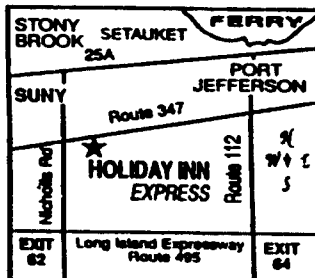 STONY
BROOK
SETAUKET
FERRY
25A
PORT
JEFFERSON
SUNY
Route 347
Nicholls Rd
HOLIDAY INN
EXPRESS
Route 112
N
W E
S
EXIT
62
Long Island Expressway
Route 495
EXIT
64